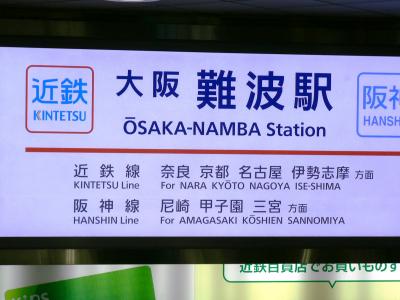 近鉄
KINTETSU
大阪 難波駅
ŌSAKA-NAMBA Station
阪神
HANSHIN
近鉄線 奈良 京都 名古屋 伊勢志摩 方面
KINTETSU Line For NARA KYŌTO NAGOYA ISE-SHIMA
阪神線 尼崎 甲子園 三宮 方面
HANSHIN Line For AMAGASAKI KŌSHIEN SANNOMIYA
近鉄百貨店でお買いものす